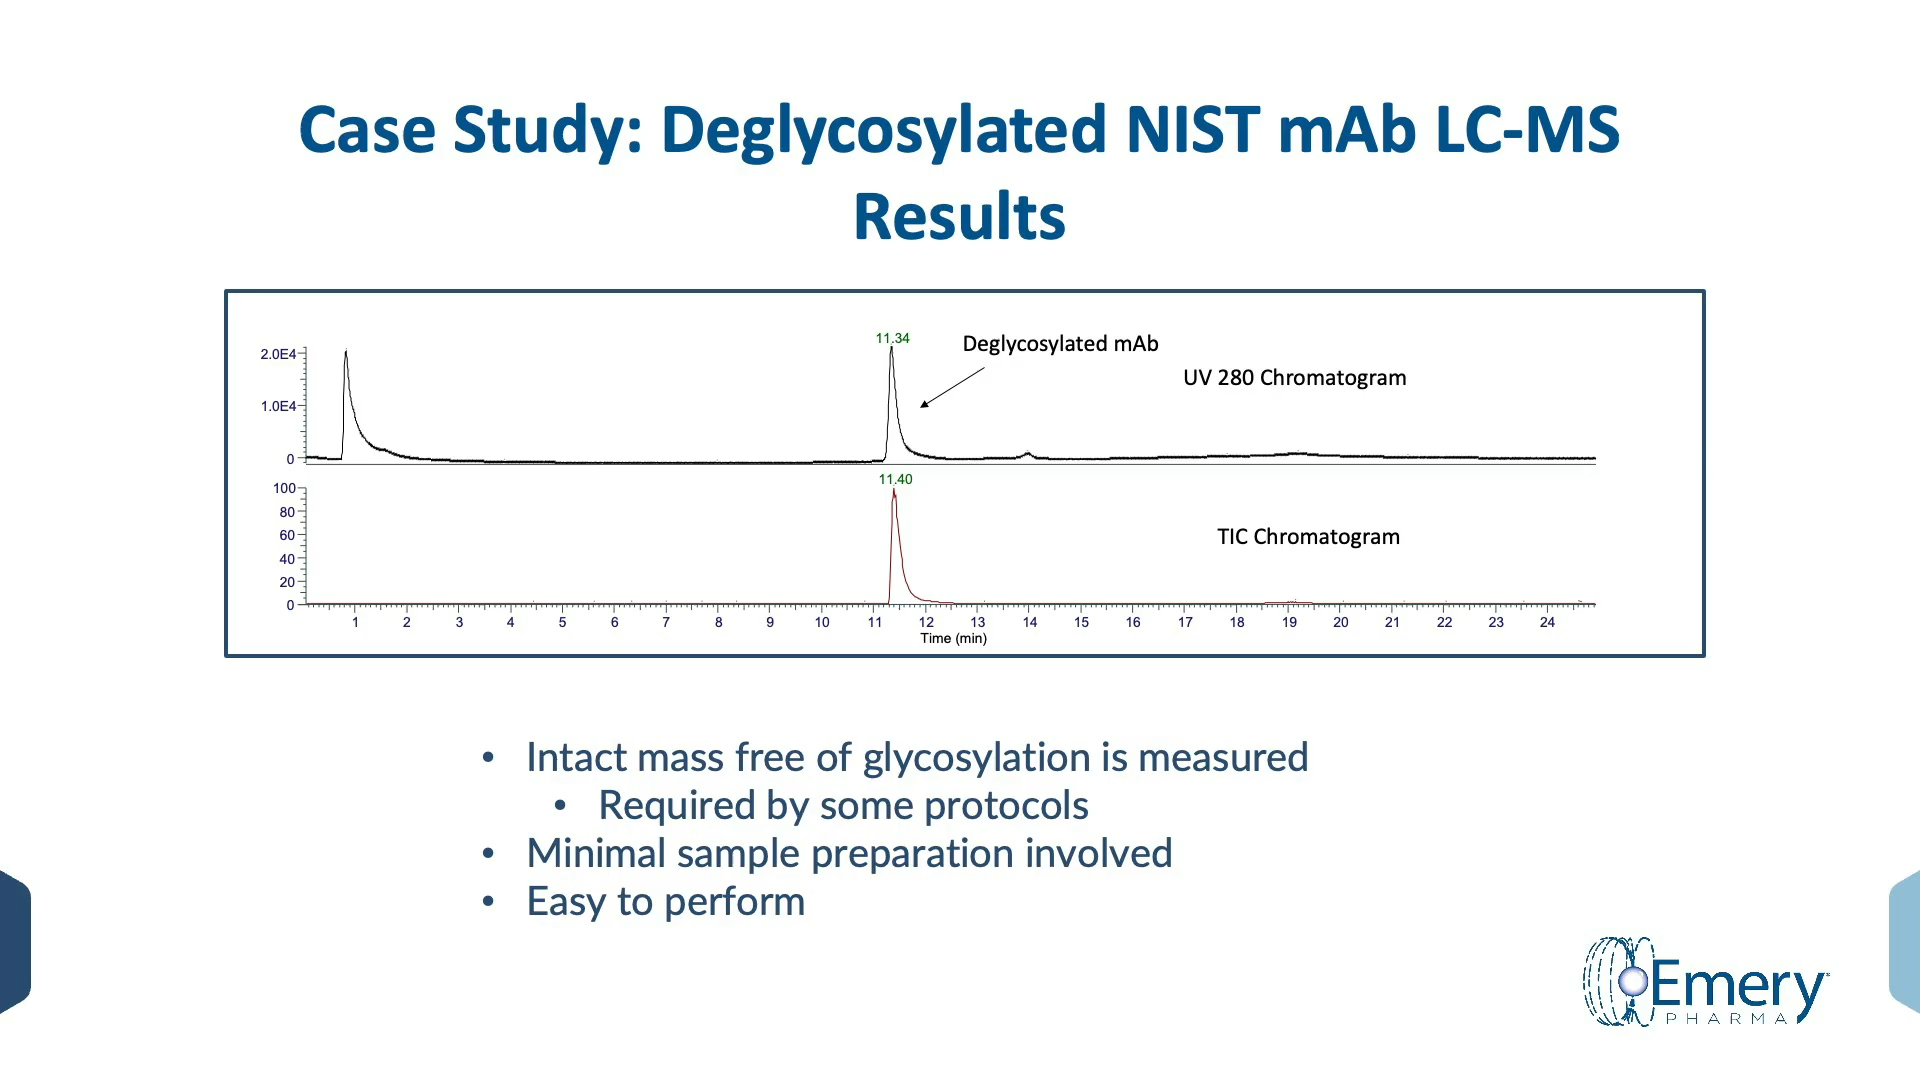 Case Study: Deglycosylated NIST mAb LC-MS
Results
11.34
Deglycosylated mAb
UV 280 Chromatogram
2.0E4
1.0E4
0
11.40
TIC Chromatogram
100
80
60
40
20
0
1 2 3 4 5 6 7 8 9 10 11 12 13 14 15 16 17 18 19 20 21 22 23 24
Time (min)
• Intact mass free of glycosylation is measured
• Required by some protocols
• Minimal sample preparation involved
• Easy to perform
Emery
PHARMA